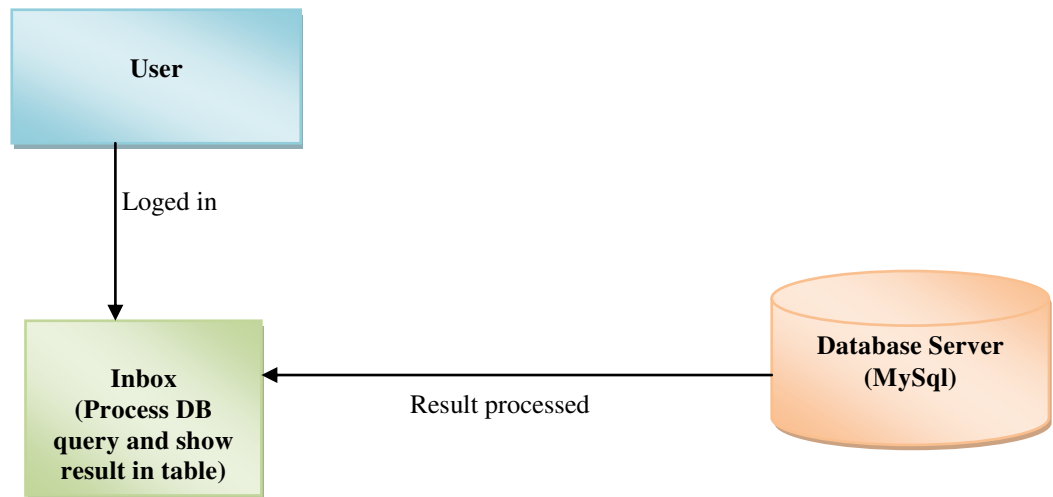 User
Loged in
Database Server
(MySql)
Inbox
(Process DB
query and show
result in table)
Result processed